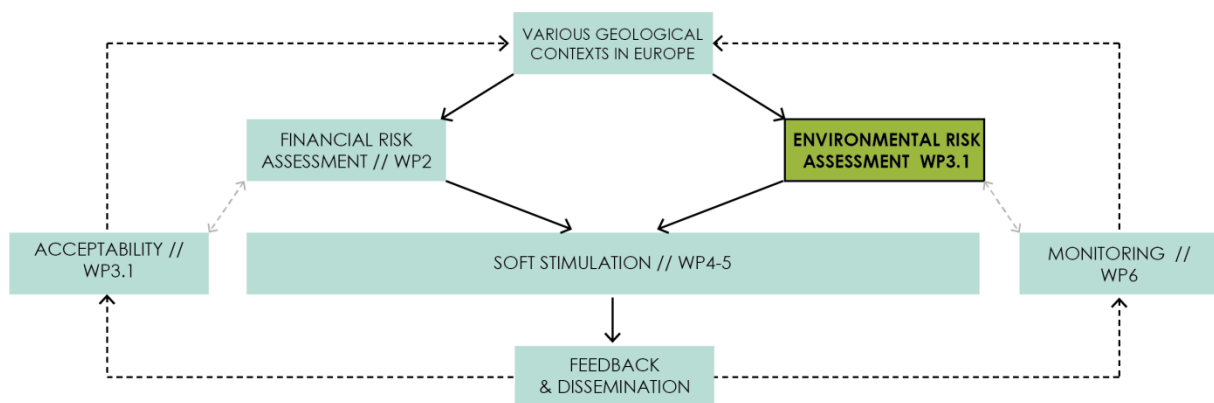 VARIOUS GEOLOGICAL
CONTEXTS IN EUROPE
FINANCIAL RISK
ASSESSMENT // WP2
ENVIRONMENTAL RISK
ASSESSMENT WP3.1
ACCEPTABILITY //
WP3.1
SOFT STIMULATION // WP4-5
MONITORING //
WP6
FEEDBACK
& DISSEMINATION